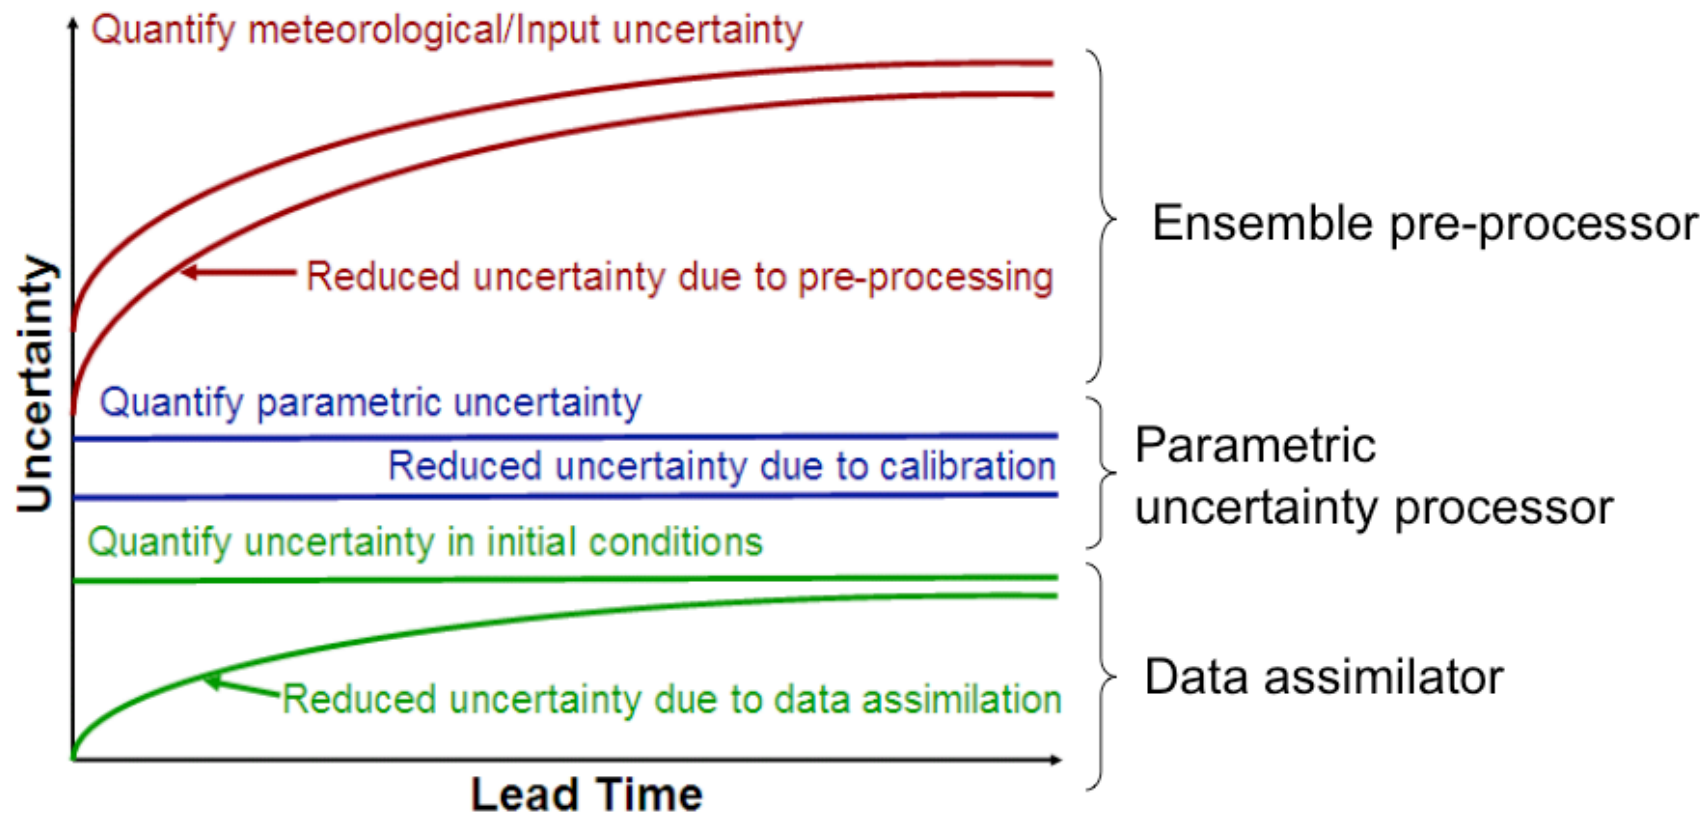 Quantify meteorological/Input uncertainty
Ensemble pre-processor
Reduced uncertainty due to pre-processing
Uncertainty
Quantify parametric uncertainty
Parametric
uncertainty processor
Reduced uncertainty due to calibration
Quantify uncertainty in initial conditions
Data assimilator
Reduced uncertainty due to data assimilation
Lead Time